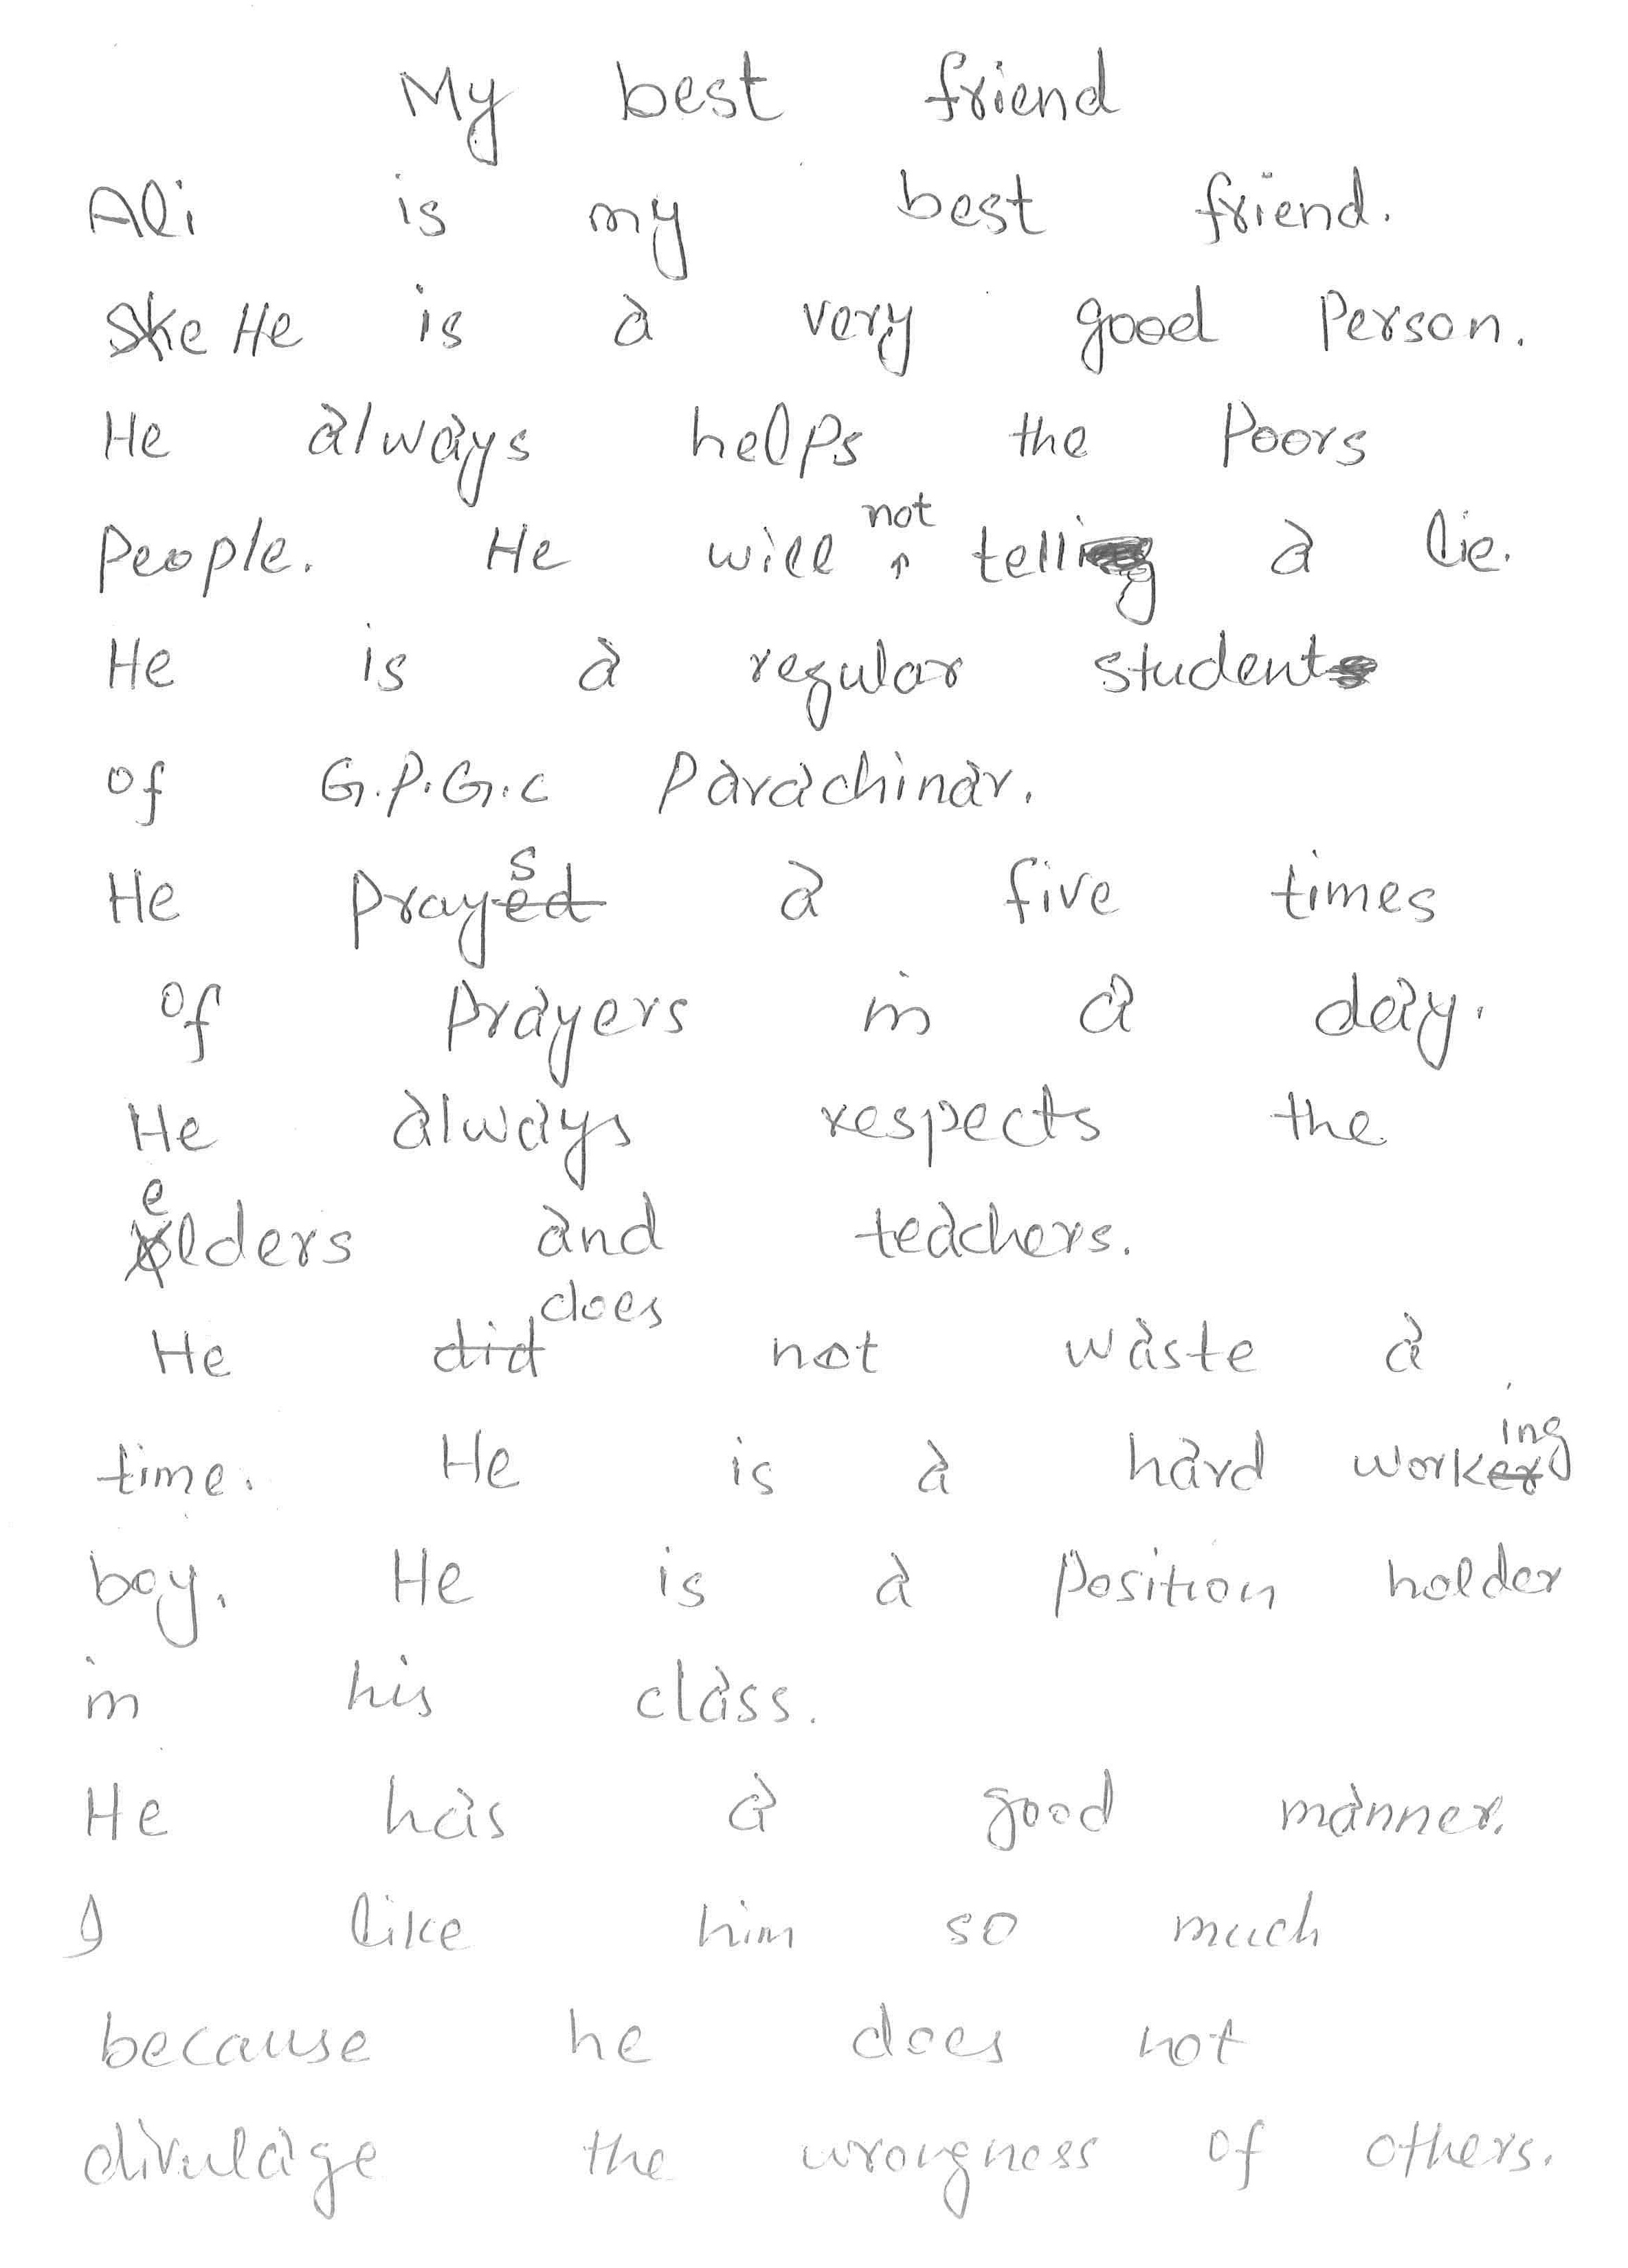 My best friend
Ali is my best friend.
She He is a very good Person.
He always helps the Poors
People. He will not tell a lie.
He is a regular student
of G.P.G.c Parachinar.
He prays a five times
of Prayers in a day.
He always respects the
elders and teachers.
He does not waste a
time. He is a hard working
boy. He is a Position holder
in his class.
He has a good manner.
I like him so much
because he does not
divulage the wrongness of others.